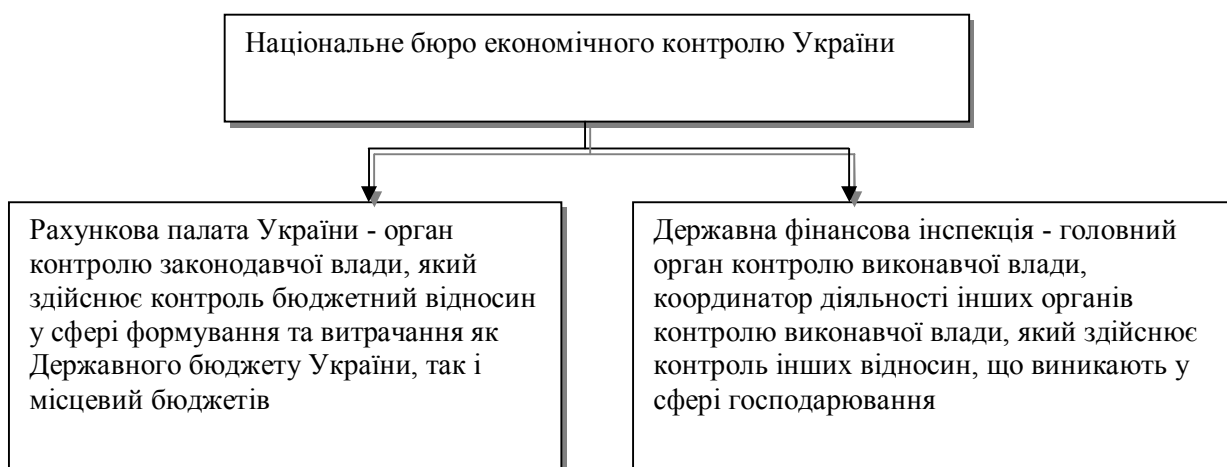 Національне бюро економічного контролю України
Рахункова палата України - орган
контролю законодавчої влади, який
здійснює контроль бюджетний відносин
у сфері формування та витрачання як
Державного бюджету України, так і
місцевий бюджетів
Державна фінансова інспекція - головний
орган контролю виконавчої влади,
координатор діяльності інших органів
контролю виконавчої влади, який здійснює
контроль інших відносин, що виникають у
сфері господарювання